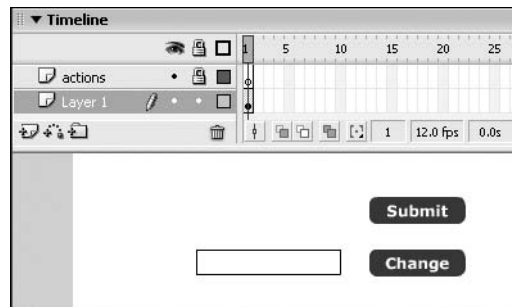 Timeline
1 5 10 15 20 25
actions
Layer 1
1 12.0 fps 0.0s
Submit
Change